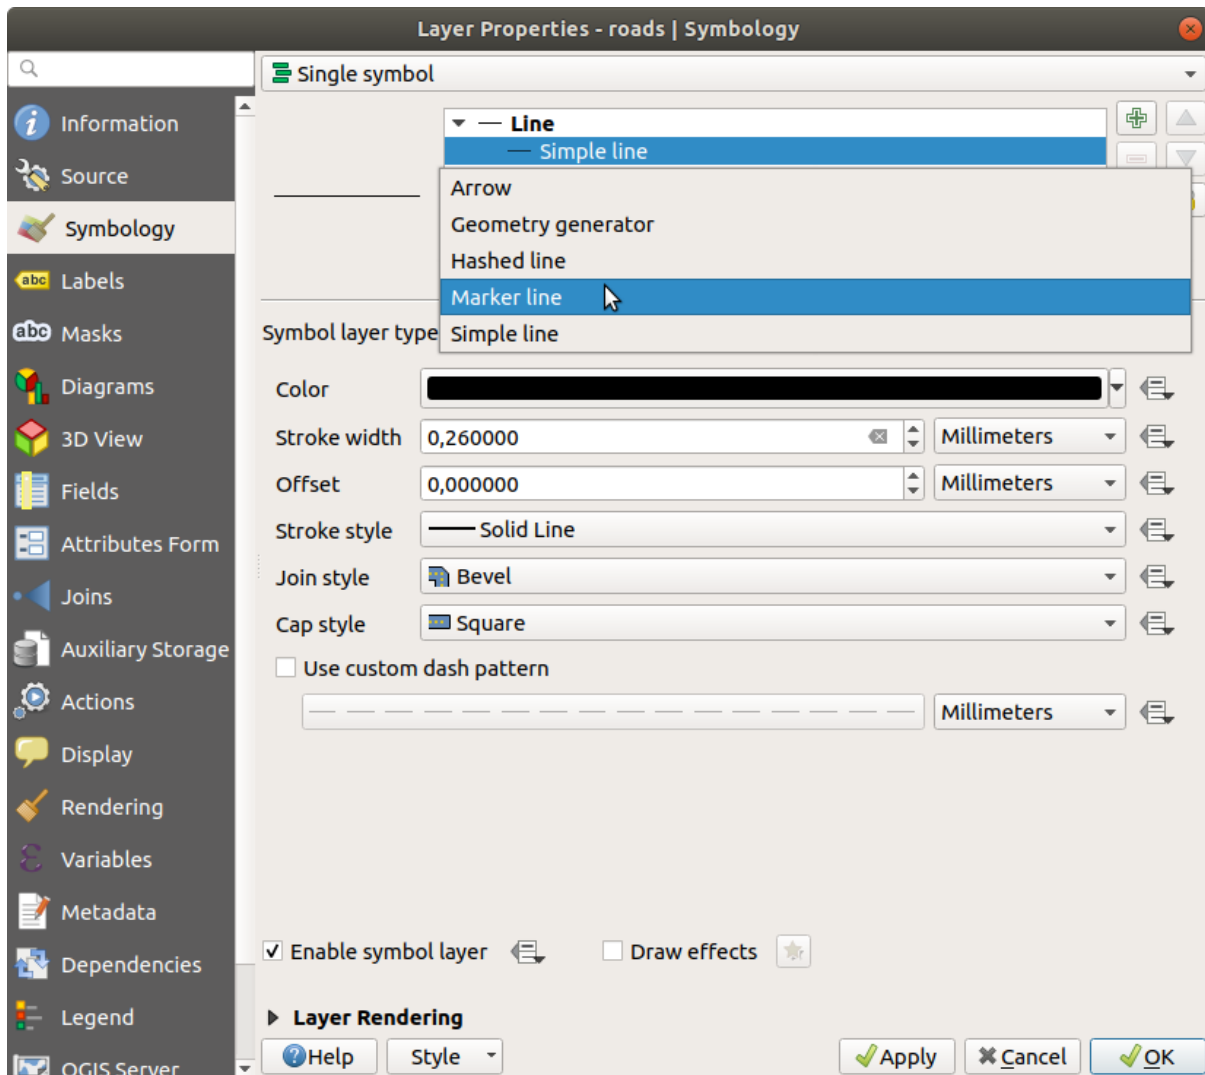 Layer Properties - roads | Symbology
Single symbol
Information
Line
Simple line
Source
Arrow
Symbology
Geometry generator
Hashed line
abc Labels
Marker line
abc Masks
Symbol layer type
Simple line
Diagrams
Color
3D View
Stroke width 0,260000 Millimeters
Fields
Offset 0,000000 Millimeters
Attributes Form
Stroke style Solid Line
Joins
Join style Bevel
Cap style Square
Auxiliary Storage
Use custom dash pattern
Actions
Millimeters
Display
Rendering
Variables
Metadata
Enable symbol layer Draw effects
Dependencies
Legend
Layer Rendering
Help Style Apply Cancel OK
QGIS Server